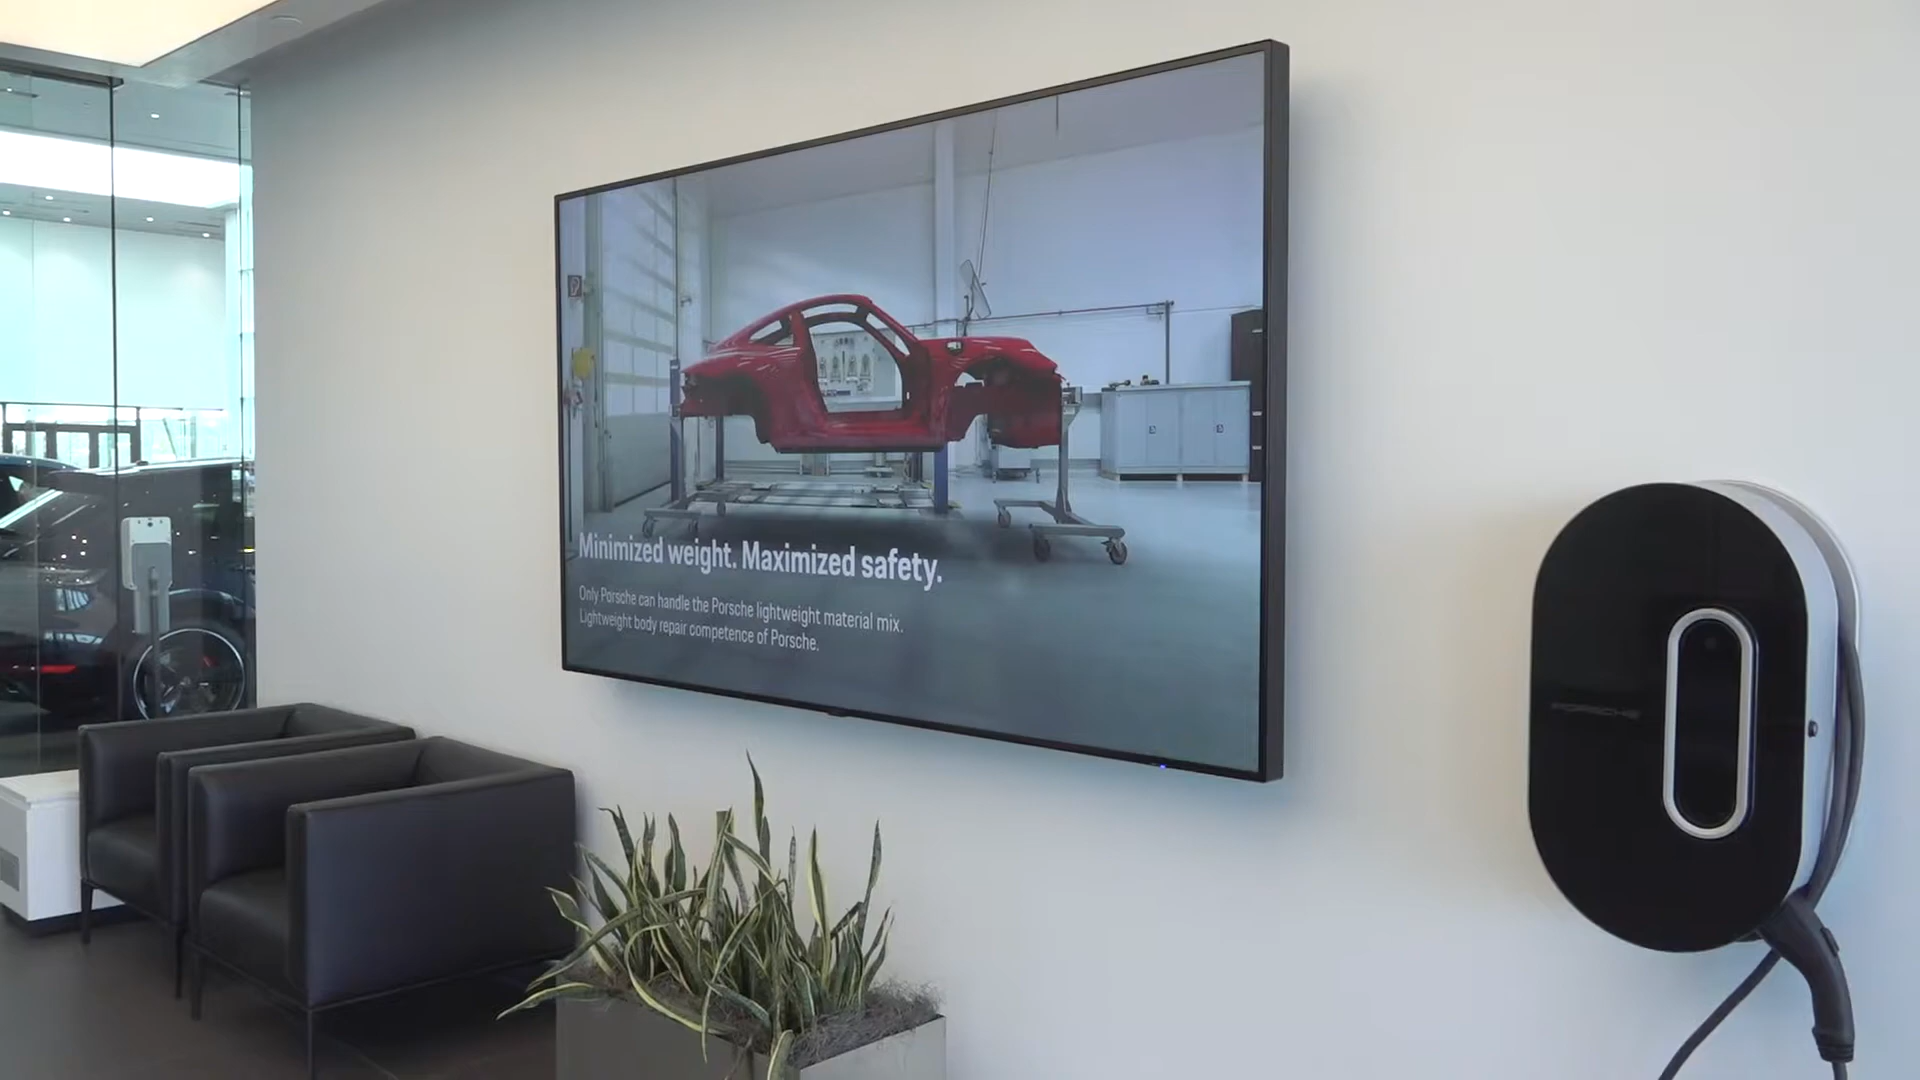 Minimized weight. Maximized safety.
Only Porsche can handle the Porsche lightweight material mix.
Lightweight body repair competence of Porsche.
PORSCHE